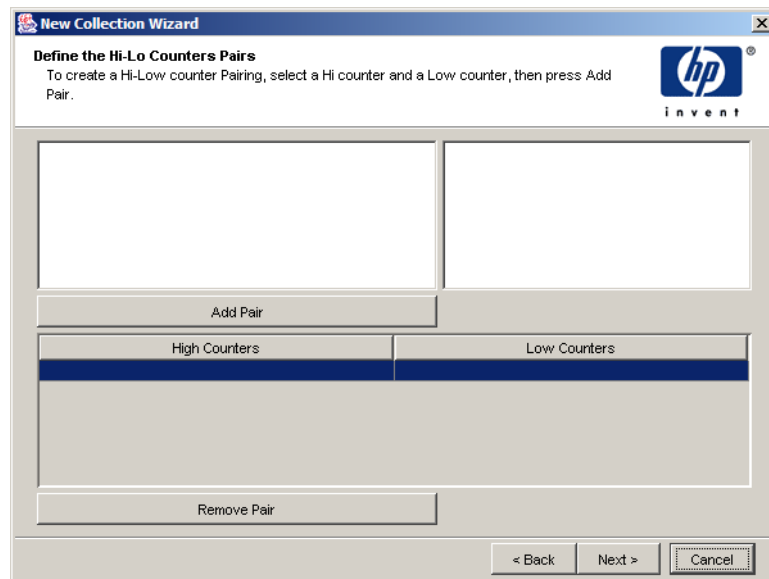 New Collection Wizard
Define the Hi-Lo Counters Pairs
To create a Hi-Low counter Pairing, select a Hi counter and a Low counter, then press Add
Pair.
hp ®
invent
Add Pair
High Counters Low Counters
Remove Pair
< Back Next > Cancel